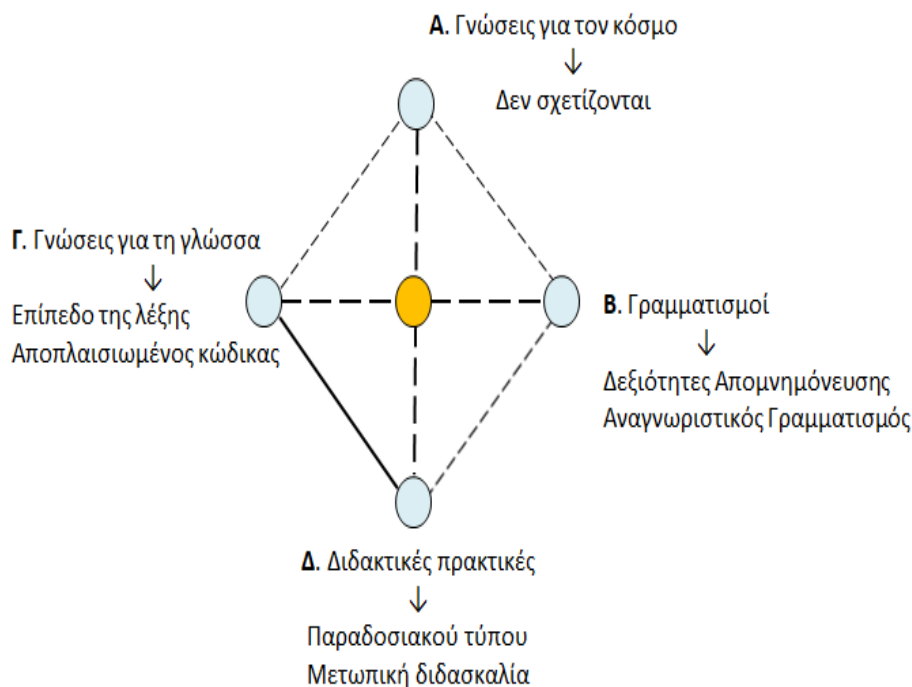 Α. Γνώσεις για τον κόσμο
↓
Δεν σχετίζονται
Γ. Γνώσεις για τη γλώσσα
↓
Επίπεδο της λέξης
Αποπλαισιωμένος κώδικας
Β. Γραμματισμοί
↓
Δεξιότητες Απομνημόνευσης
Αναγνωριστικός Γραμματισμός
Δ. Διδακτικές πρακτικές
↓
Παραδοσιακού τύπου
Μετωπική διδασκαλία